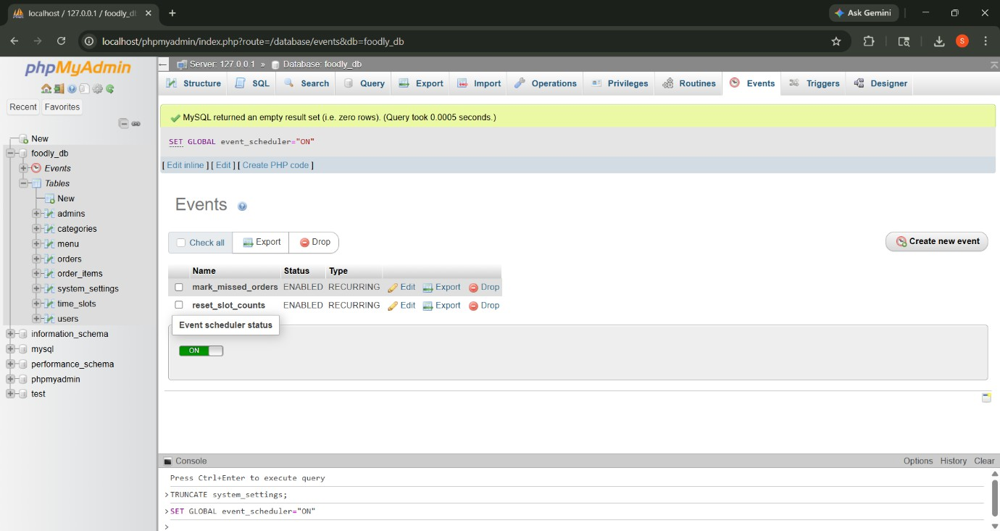 localhost / 127.0.0.1 / foodly_d
Ask Gemini
localhost/phpmyadmin/index.php?route=/database/events&db=foodly_db
S
phpMyAdmin
Recent
Favorites
New
foodly_db
Events
Tables
New
admins
categories
menu
orders
order_items
system_settings
time_slots
users
information_schema
mysql
performance_schema
phpmyadmin
test
Server: 127.0.0.1 » Database: foodly_db
Structure SQL Search Query Export Import Operations Privileges Routines Events Triggers Designer
MySQL returned an empty result set (i.e. zero rows). (Query took 0.0005 seconds.)
SET GLOBAL event_scheduler="ON"
[ Edit inline ] [ Edit ] [ Create PHP code ]
Events
Check all Export Drop
Create new event
Name Status Type
mark_missed_orders ENABLED RECURRING Edit Export Drop
reset_slot_counts ENABLED RECURRING Edit Export Drop
Event scheduler status
ON
Console
Options History Clear
Press Ctrl+Enter to execute query
>TRUNCATE system_settings;
>SET GLOBAL event_scheduler="ON"
>